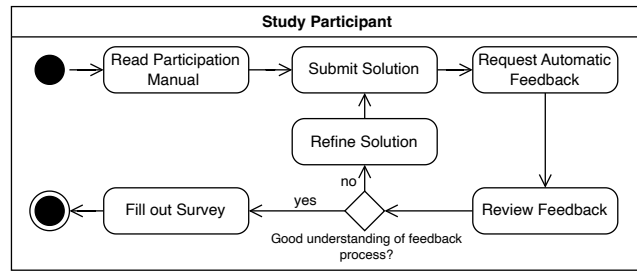 Study Participant
Read Participation
Manual
Submit Solution
Request Automatic
Feedback
Refine Solution
no
yes
Fill out Survey
Review Feedback
Good understanding of feedback
process?